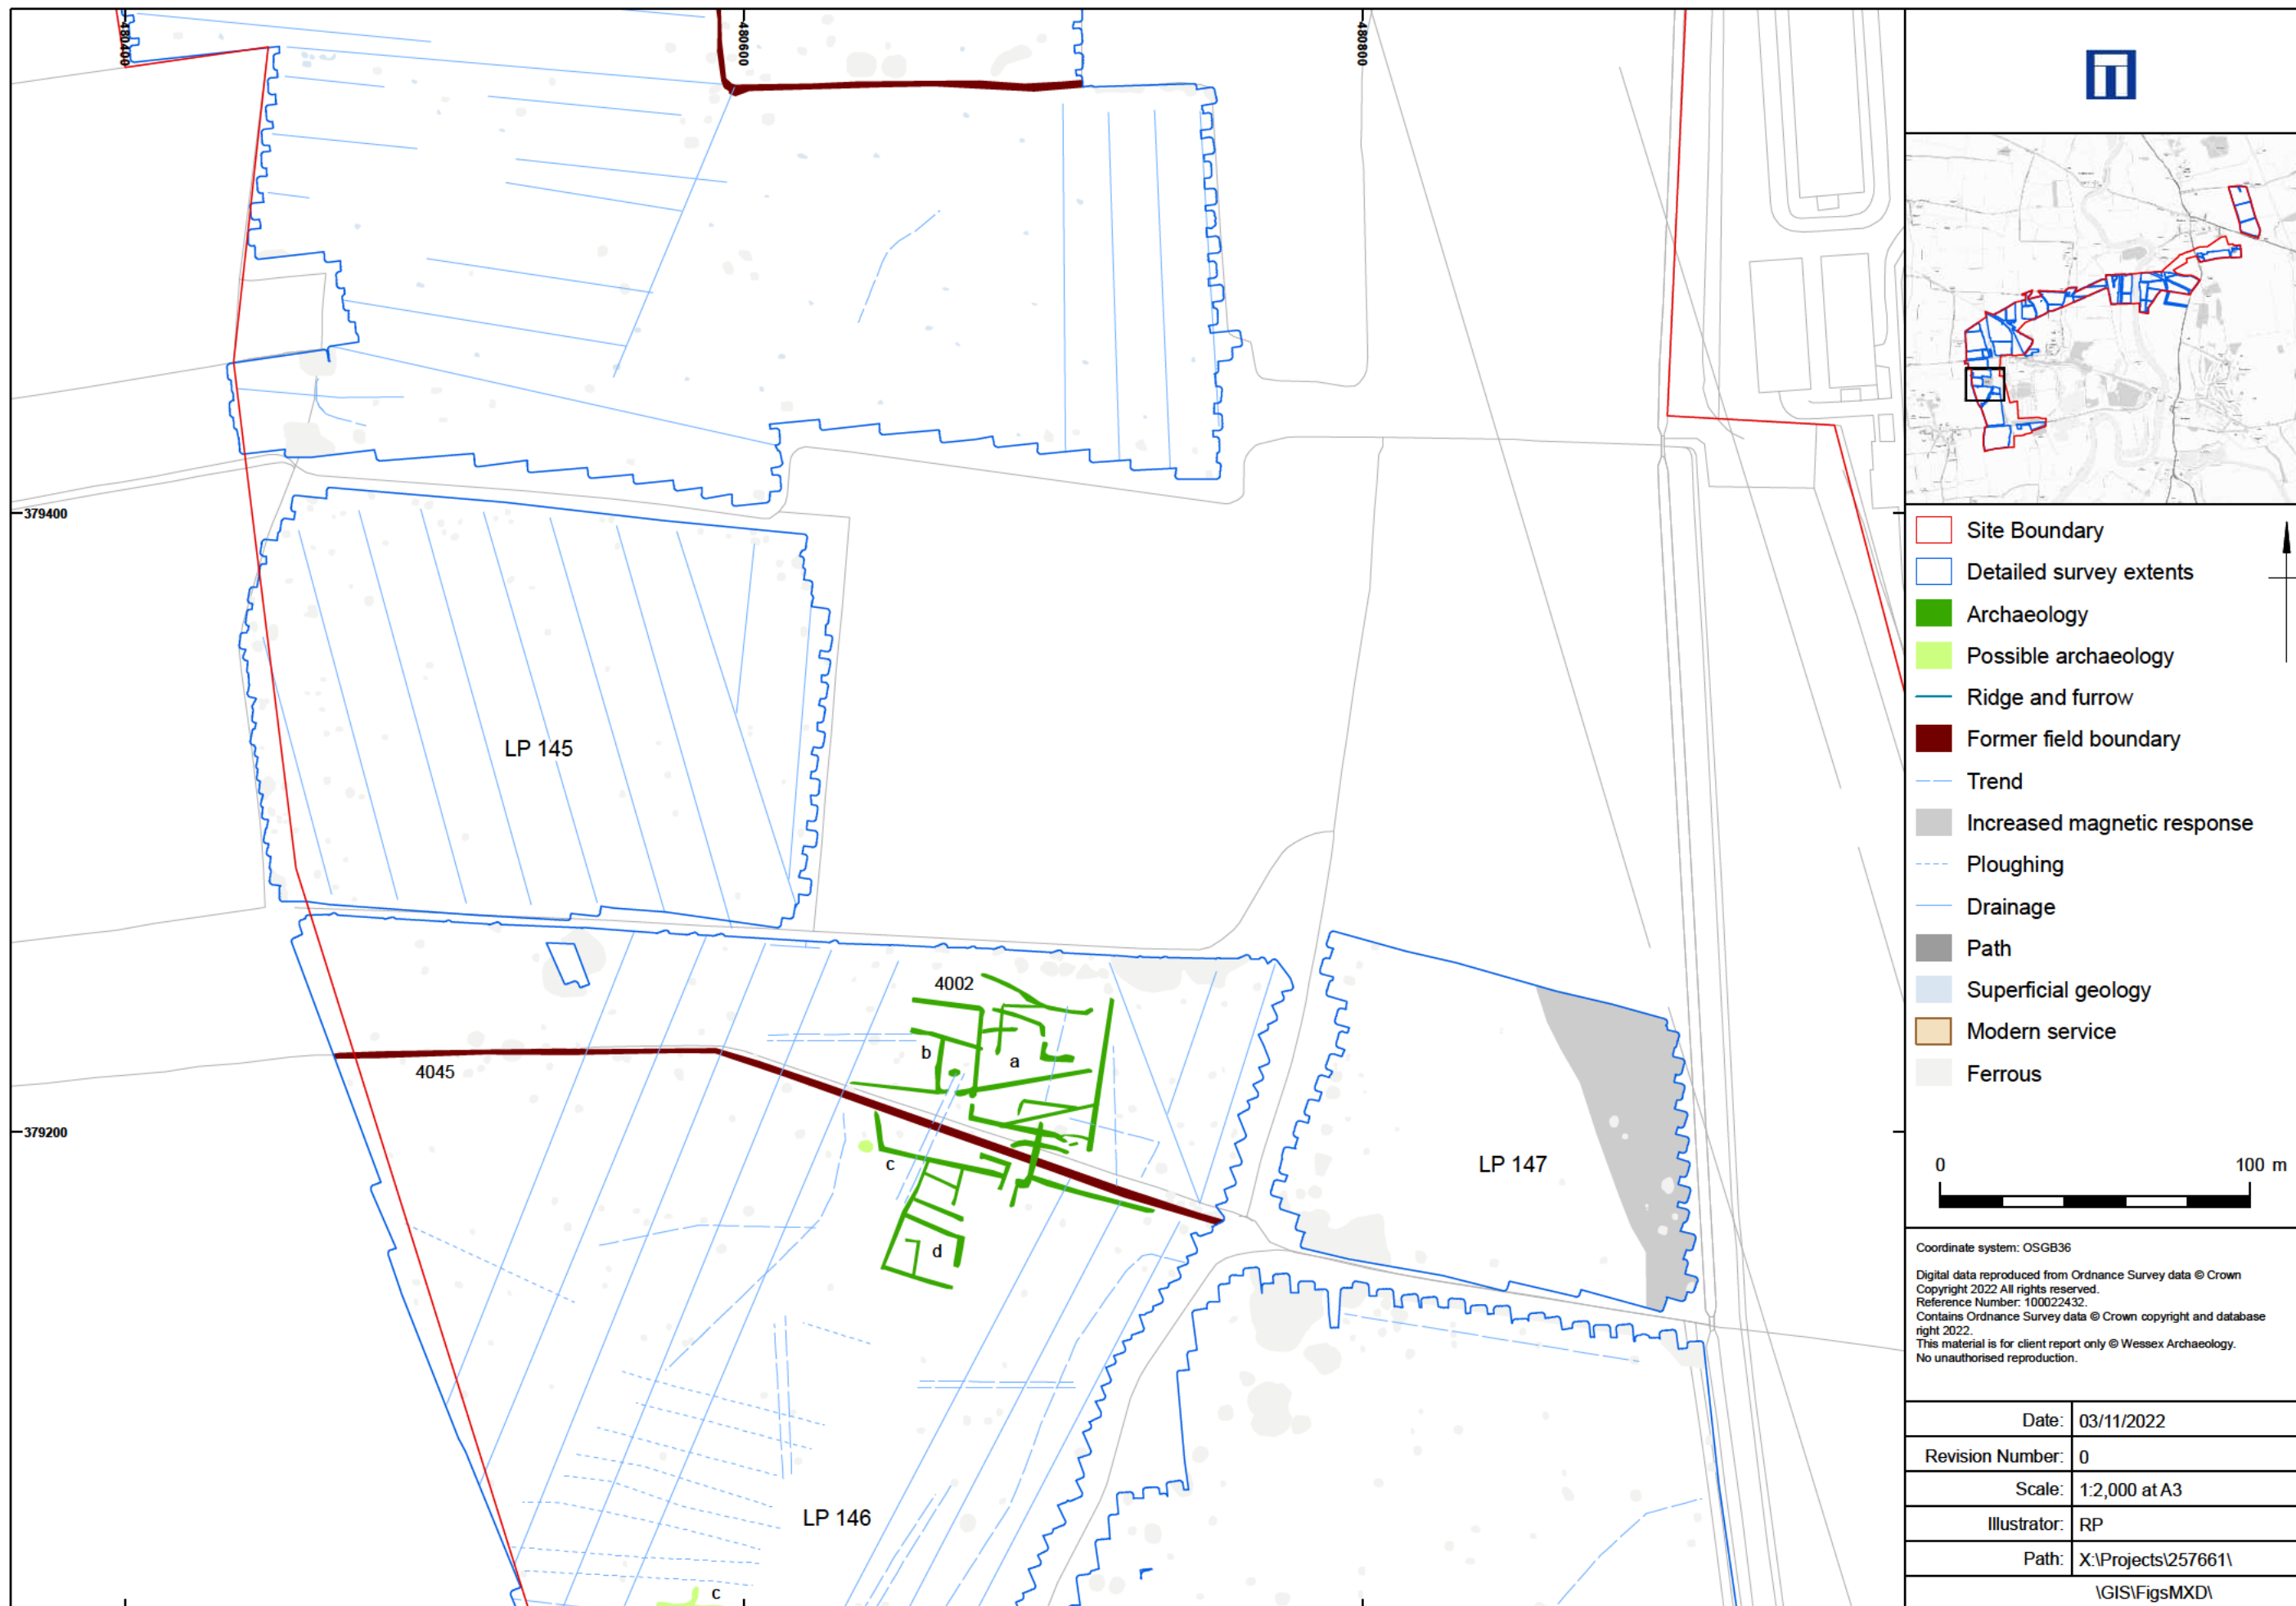 480400
480600
480800
379400
LP 145
4002
b
a
4045
379200
c
LP 147
d
LP 146
c
Site Boundary
Detailed survey extents
Archaeology
Possible archaeology
Ridge and furrow
Former field boundary
Trend
Increased magnetic response
Ploughing
Drainage
Path
Superficial geology
Modern service
Ferrous
0 100 m
Coordinate system: OSGB36
Digital data reproduced from Ordnance Survey data © Crown
Copyright 2022 All rights reserved.
Reference Number: 100022432.
Contains Ordnance Survey data © Crown copyright and database
right 2022.
This material is for client report only © Wessex Archaeology.
No unauthorised reproduction.
Date: 03/11/2022
Revision Number: 0
Scale: 1:2,000 at A3
Illustrator: RP
Path: X:\Projects\257661\
\GIS\FigsMXD\